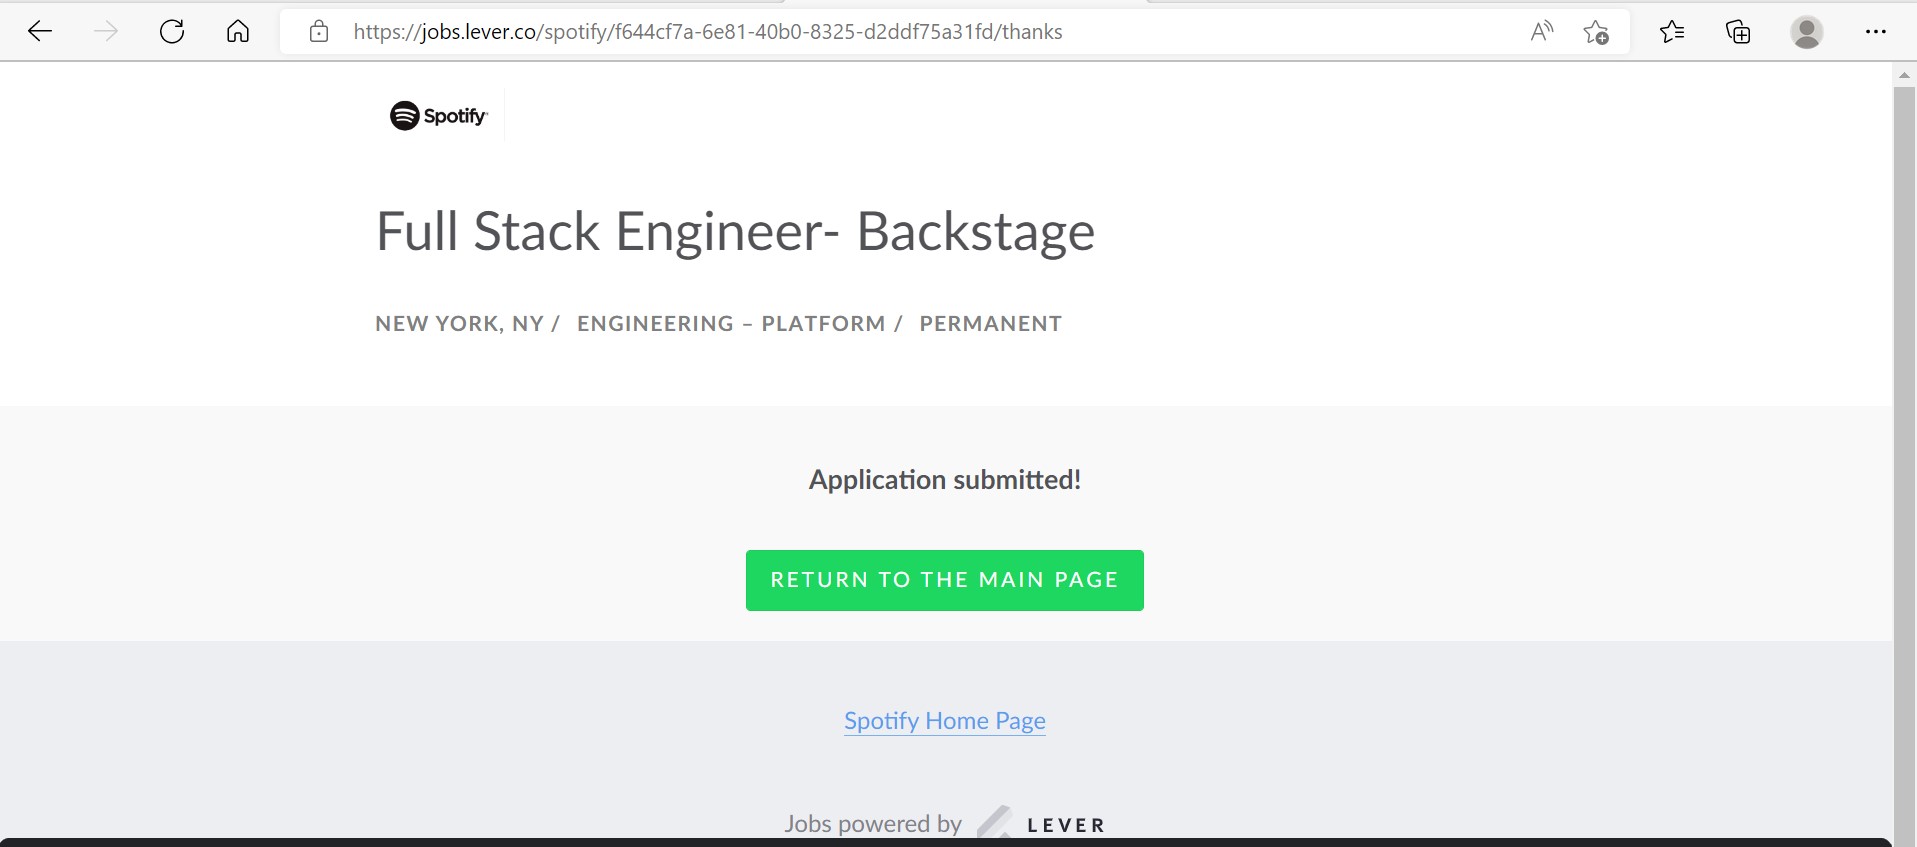 https://jobs.lever.co/spotify/f644cf7a-6e81-40b0-8325-d2ddf75a31fd/thanks
Spotify
Full Stack Engineer- Backstage
NEW YORK, NY / ENGINEERING – PLATFORM / PERMANENT
Application submitted!
RETURN TO THE MAIN PAGE
Spotify Home Page
Jobs powered by LEVER